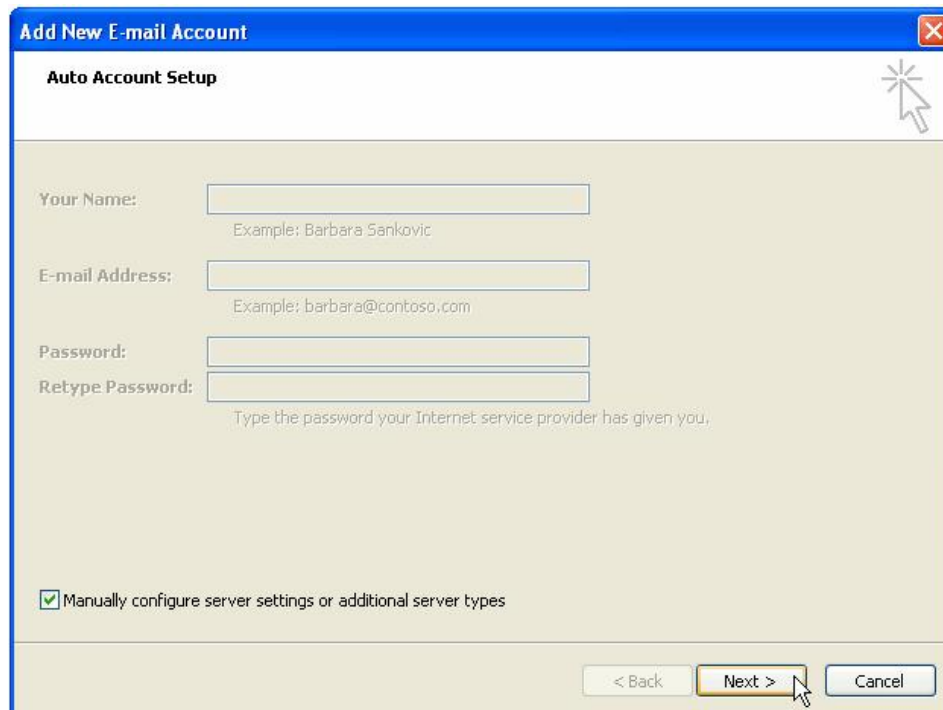 Add New E-mail Account
Auto Account Setup
Your Name:
Example: Barbara Sankovic
E-mail Address:
Example: barbara@contoso.com
Password:
Retype Password:
Type the password your Internet service provider has given you.
Manually configure server settings or additional server types
< Back Next > Cancel